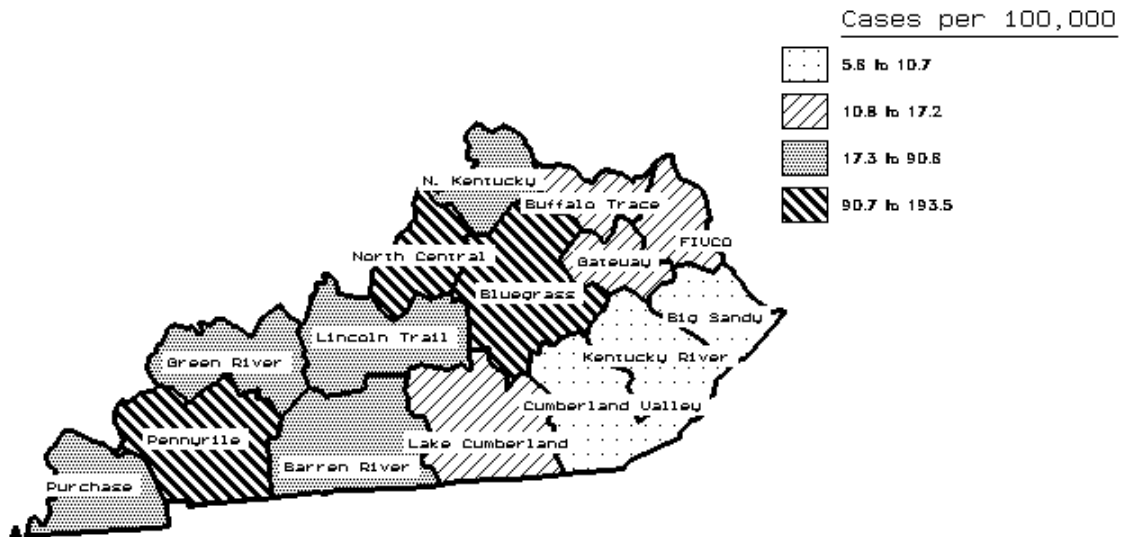 Cases per 100,000
5.6 to 10.7
10.8 to 17.2
17.3 to 90.6
90.7 to 193.5
N. Kentucky
Buffalo Trace
FIVCO
North Central
Gateway
Bluegrass
Big Sandy
Lincoln Trail
Kentucky River
Green River
Cumberland Valley
Pennyrile
Lake Cumberland
Barren River
Purchase